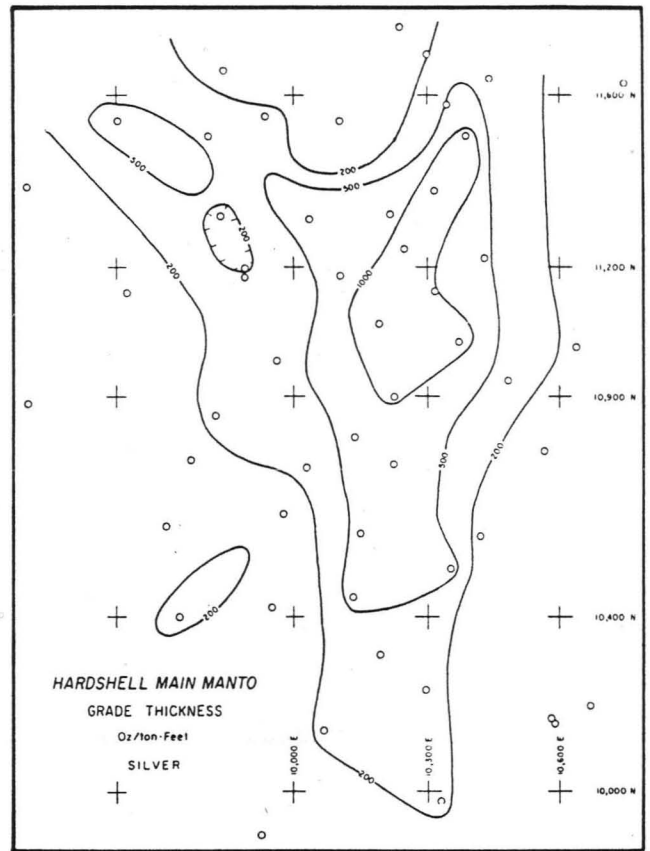 11,600 N
200
500
500
200
11,200 N
200
1000
10,900 N
500
200
200
10,400 N
HARDSHELL MAIN MANTO
GRADE THICKNESS
Oz/ton-Feet
SILVER
10,000 E
10,300 E
10,600 E
200
10,000 N